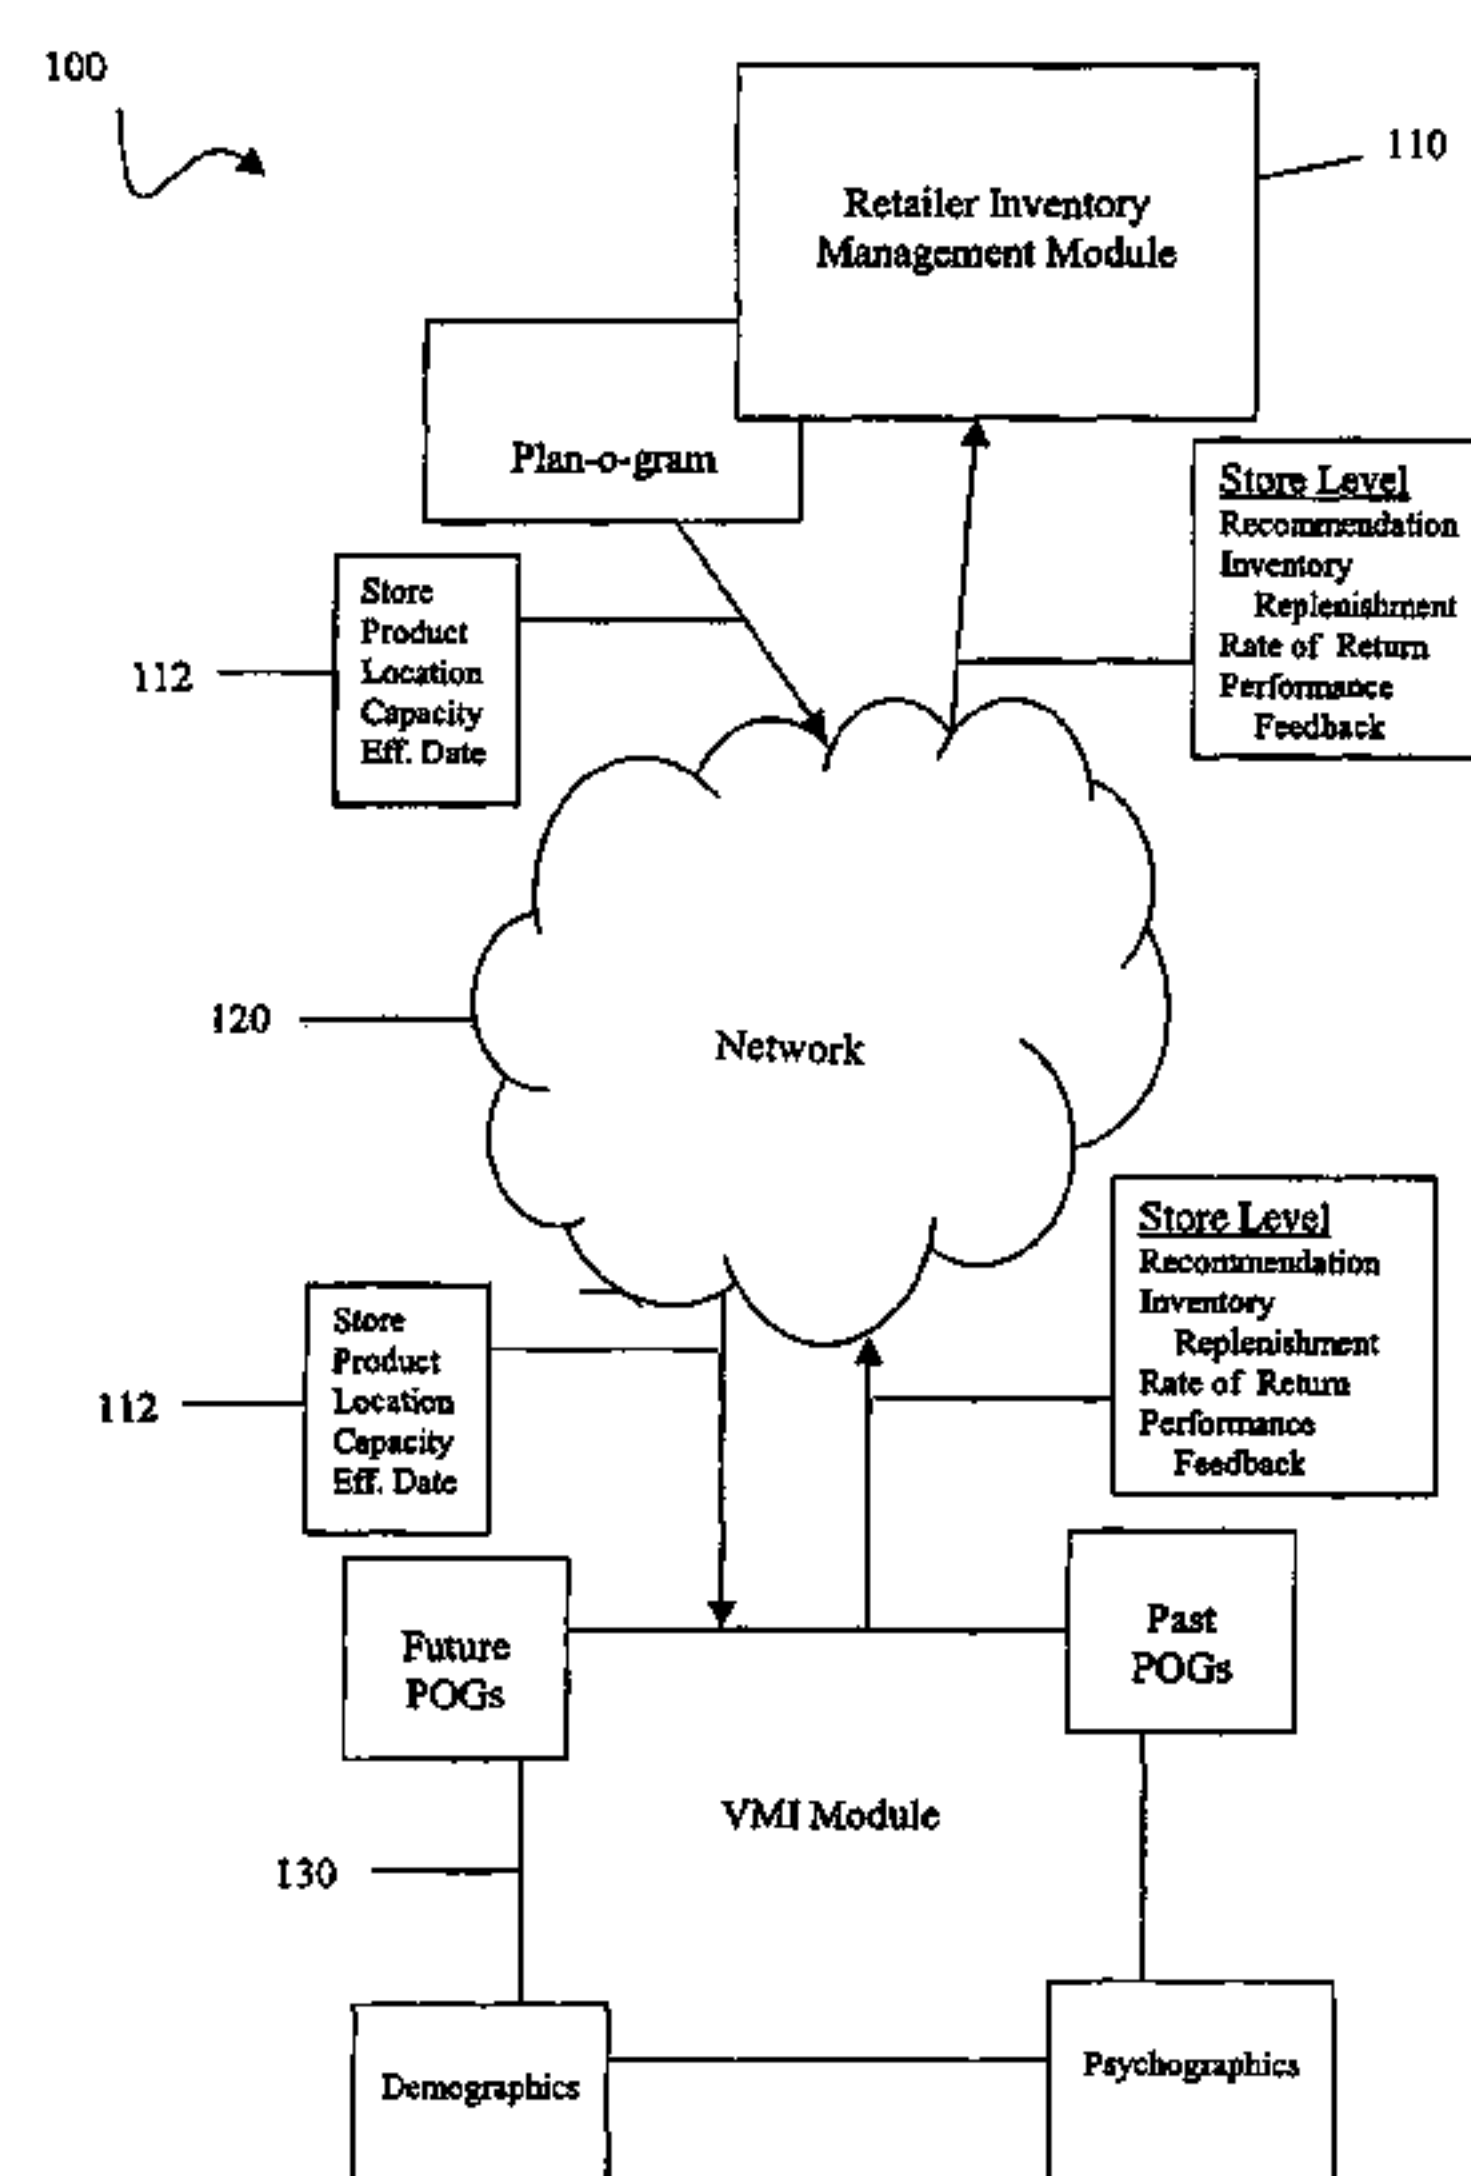 100
110
Retailer Inventory
Management Module
Plan-o-gram
Store Level
Recommendation
Inventory
Replenishment
Rate of Return
Performance
Feedback
Store
Product
Location
Capacity
Eff. Date
112
120
Network
Store Level
Recommendation
Inventory
Replenishment
Rate of Return
Performance
Feedback
Store
Product
Location
Capacity
Eff. Date
112
Future
POGs
Past
POGs
VMI Module
130
Demographics
Psychographics